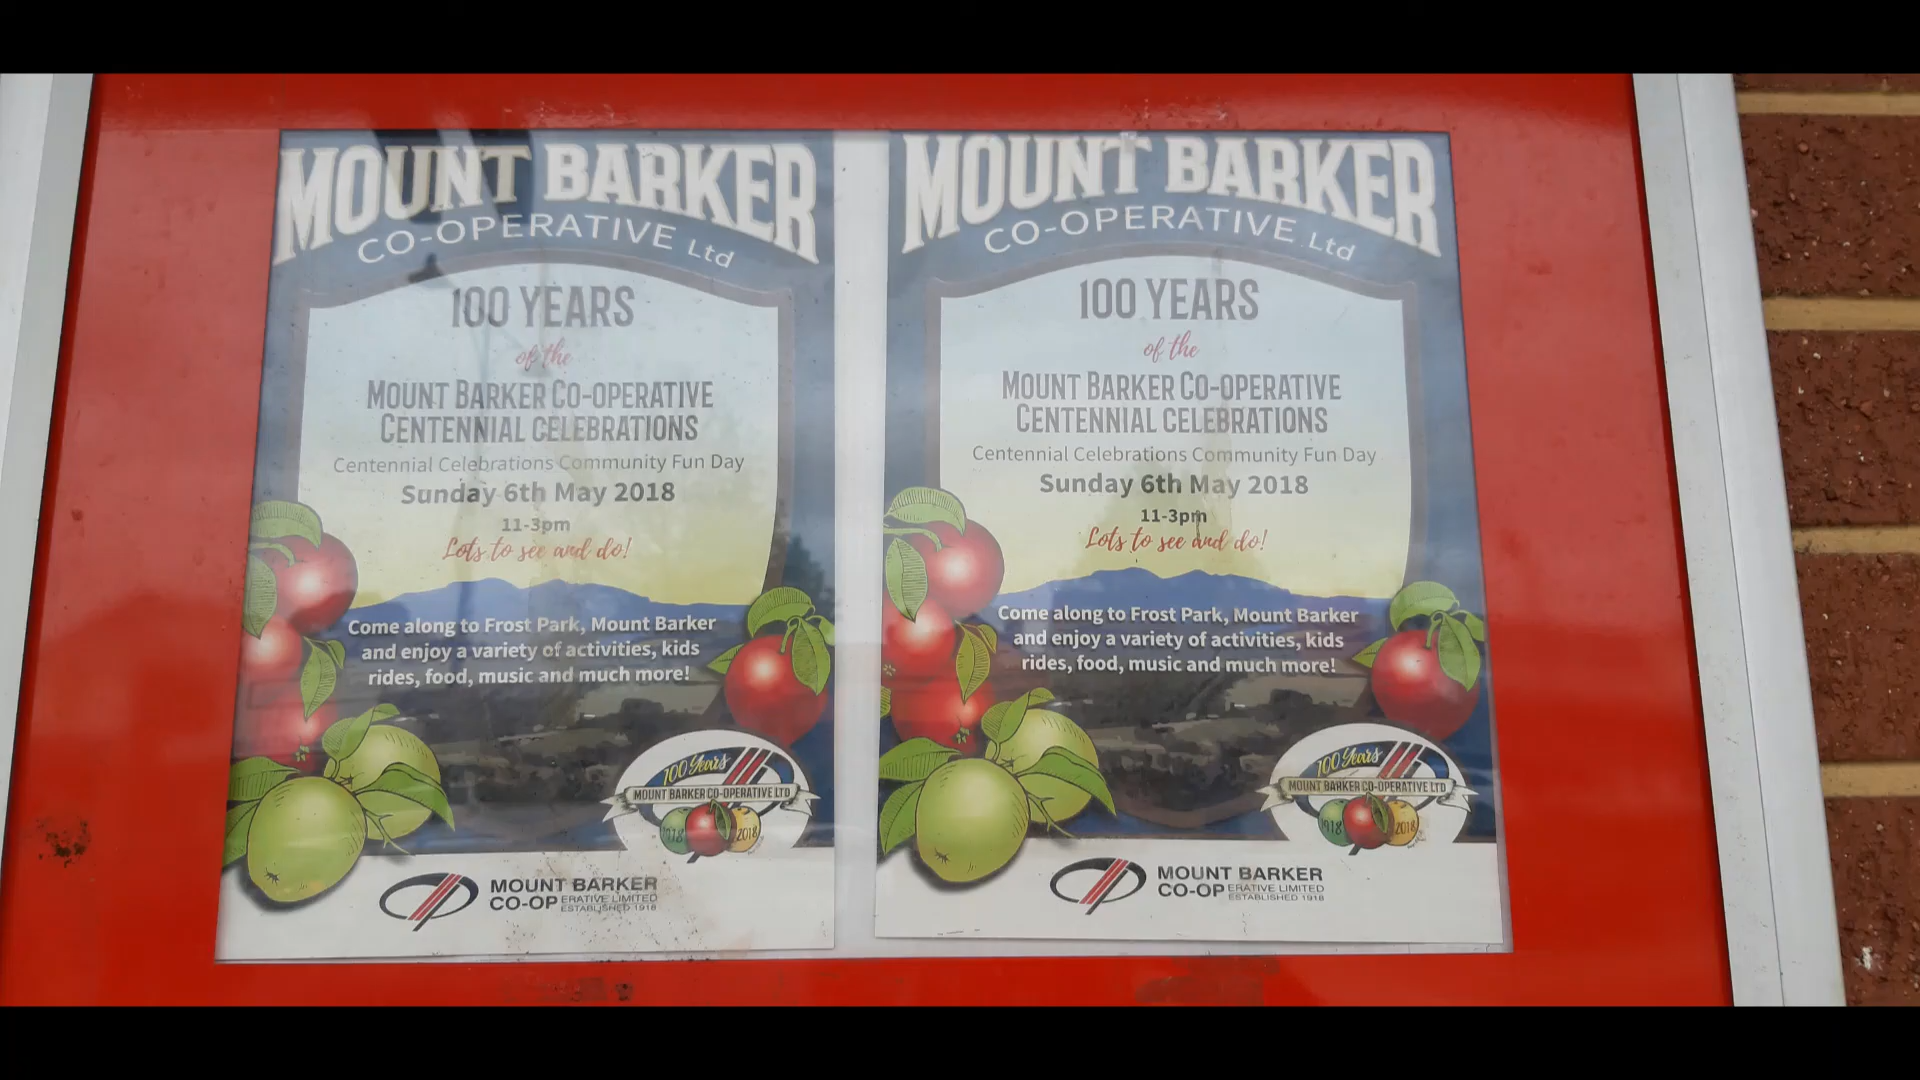 MOUNT BARKER
CO-OPERATIVE Ltd
100 YEARS
of the
MOUNT BARKER CO-OPERATIVE
CENTENNIAL CELEBRATIONS
Centennial Celebrations Community Fun Day
Sunday 6th May 2018
11-3pm
Lots to see and do!
Come along to Frost Park, Mount Barker
and enjoy a variety of activities, kids
rides, food, music and much more!
100 Years
MOUNT BARKER CO-OPERATIVE LTD
1918 2018
MOUNT BARKER
CO-OPERATIVE LIMITED
ESTABLISHED 1918
MOUNT BARKER
CO-OPERATIVE Ltd
100 YEARS
of the
MOUNT BARKER CO-OPERATIVE
CENTENNIAL CELEBRATIONS
Centennial Celebrations Community Fun Day
Sunday 6th May 2018
11-3pm
Lots to see and do!
Come along to Frost Park, Mount Barker
and enjoy a variety of activities, kids
rides, food, music and much more!
100 Years
MOUNT BARKER CO-OPERATIVE LTD
1918 2018
MOUNT BARKER
CO-OPERATIVE LIMITED
ESTABLISHED 1918